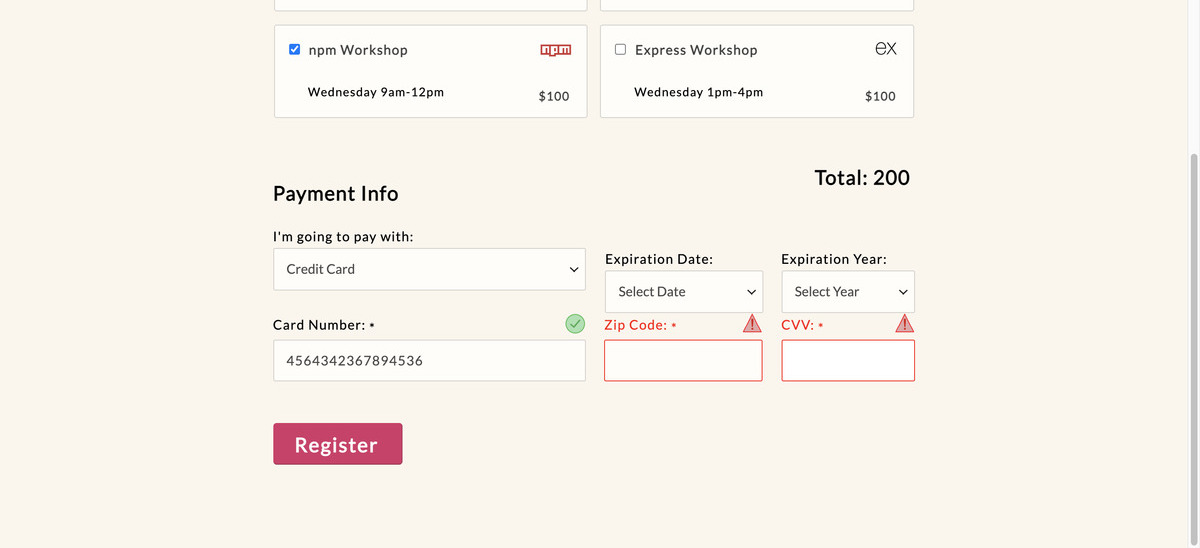 npm Workshop
npm
Wednesday 9am-12pm
$100
Express Workshop
ex
Wednesday 1pm-4pm
$100
Total: 200
Payment Info
I'm going to pay with:
Credit Card
Expiration Date:
Select Date
Expiration Year:
Select Year
Card Number: *
4564342367894536
Zip Code: *
CVV: *
Register